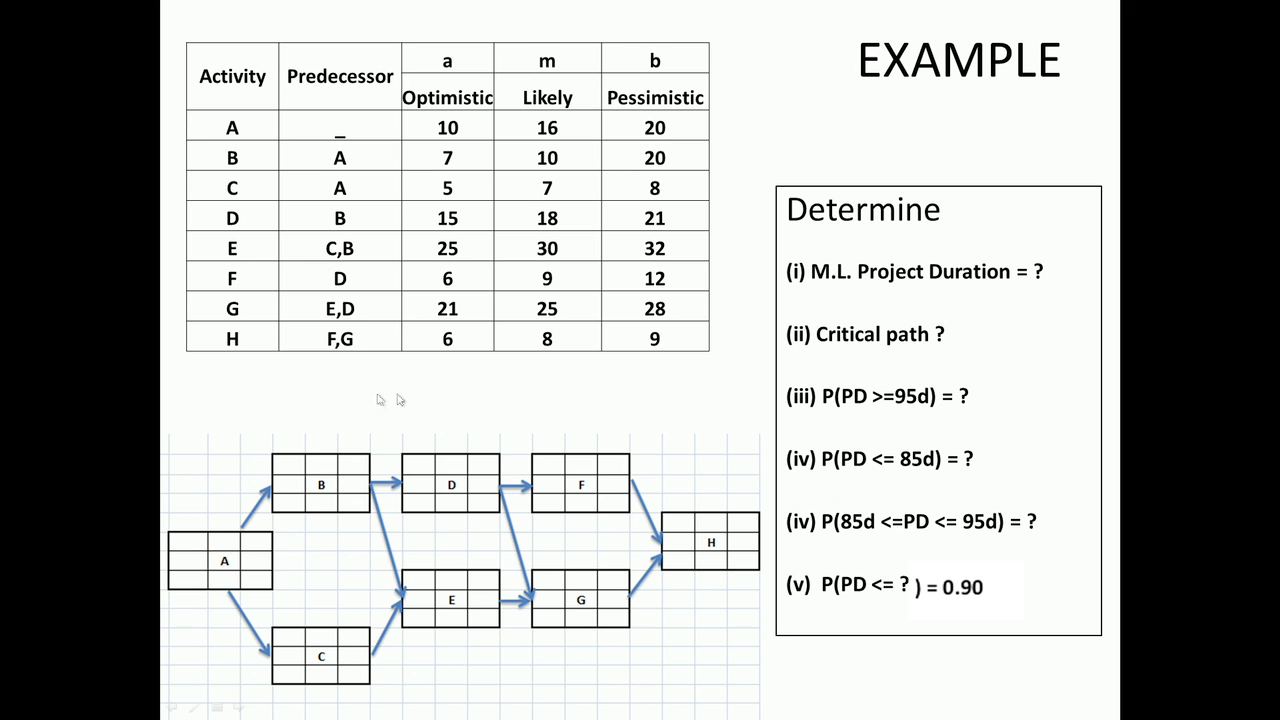 EXAMPLE
Activity Predecessor a m b
Optimistic Likely Pessimistic
A _ 10 16 20
B A 7 10 20
C A 5 7 8
D B 15 18 21
E C,B 25 30 32
F D 6 9 12
G E,D 21 25 28
H F,G 6 8 9
Determine
(i) M.L. Project Duration = ?
(ii) Critical path ?
(iii) P(PD >=95d) = ?
(iv) P(PD <= 85d) = ?
(iv) P(85d <=PD <= 95d) = ?
(v) P(PD <= ? ) = 0.90
B D F
H
A
E G
C